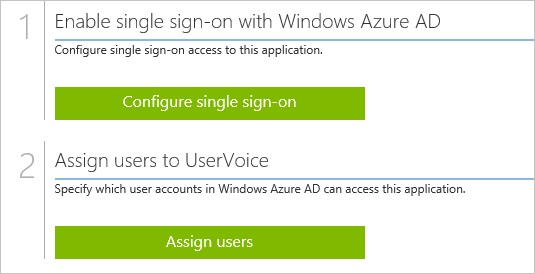 1
Enable single sign-on with Windows Azure AD
Configure single sign-on access to this application.
Configure single sign-on
2
Assign users to UserVoice
Specify which user accounts in Windows Azure AD can access this application.
Assign users